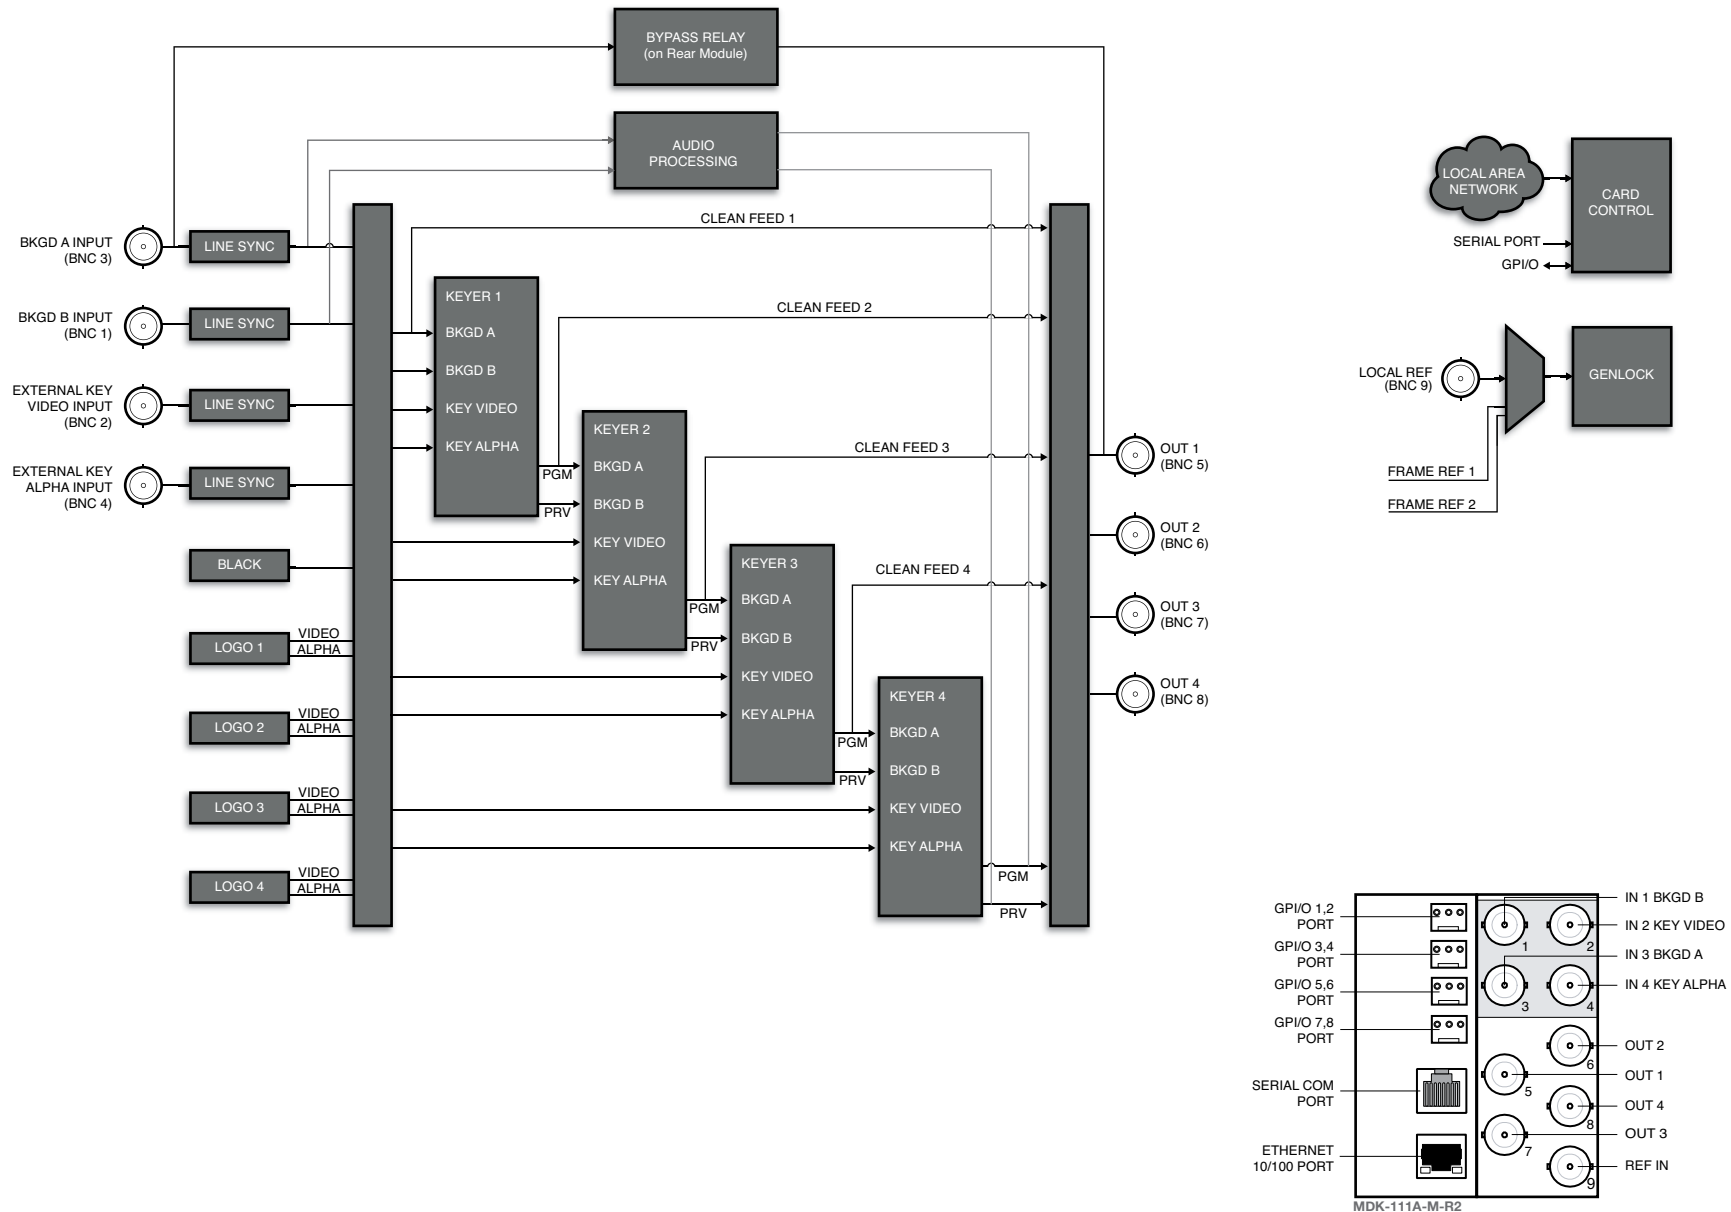 BYPASS RELAY
(on Rear Module)
AUDIO
PROCESSING
BKGD A INPUT
(BNC 3)
LINE SYNC
BKGD B INPUT
(BNC 1)
LINE SYNC
EXTERNAL KEY
VIDEO INPUT
(BNC 2)
LINE SYNC
EXTERNAL KEY
ALPHA INPUT
(BNC 4)
LINE SYNC
BLACK
LOGO 1
VIDEO
ALPHA
LOGO 2
VIDEO
ALPHA
LOGO 3
VIDEO
ALPHA
LOGO 4
VIDEO
ALPHA
CLEAN FEED 1
KEYER 1
BKGD A
BKGD B
KEY VIDEO
KEY ALPHA
PGM
PRV
CLEAN FEED 2
KEYER 2
BKGD A
BKGD B
KEY VIDEO
KEY ALPHA
PGM
PRV
CLEAN FEED 3
KEYER 3
BKGD A
BKGD B
KEY VIDEO
KEY ALPHA
PGM
PRV
CLEAN FEED 4
KEYER 4
BKGD A
BKGD B
KEY VIDEO
KEY ALPHA
PGM
PRV
OUT 1
(BNC 5)
OUT 2
(BNC 6)
OUT 3
(BNC 7)
OUT 4
(BNC 8)
LOCAL AREA
NETWORK
CARD
CONTROL
SERIAL PORT
GPI/O
LOCAL REF
(BNC 9)
GENLOCK
FRAME REF 1
FRAME REF 2
GPI/O 1,2
PORT
GPI/O 3,4
PORT
GPI/O 5,6
PORT
GPI/O 7,8
PORT
SERIAL COM
PORT
ETHERNET
10/100 PORT
1
2
3
4
6
5
8
7
9
IN 1 BKGD B
IN 2 KEY VIDEO
IN 3 BKGD A
IN 4 KEY ALPHA
OUT 2
OUT 1
OUT 4
OUT 3
REF IN
MDK-111A-M-R2